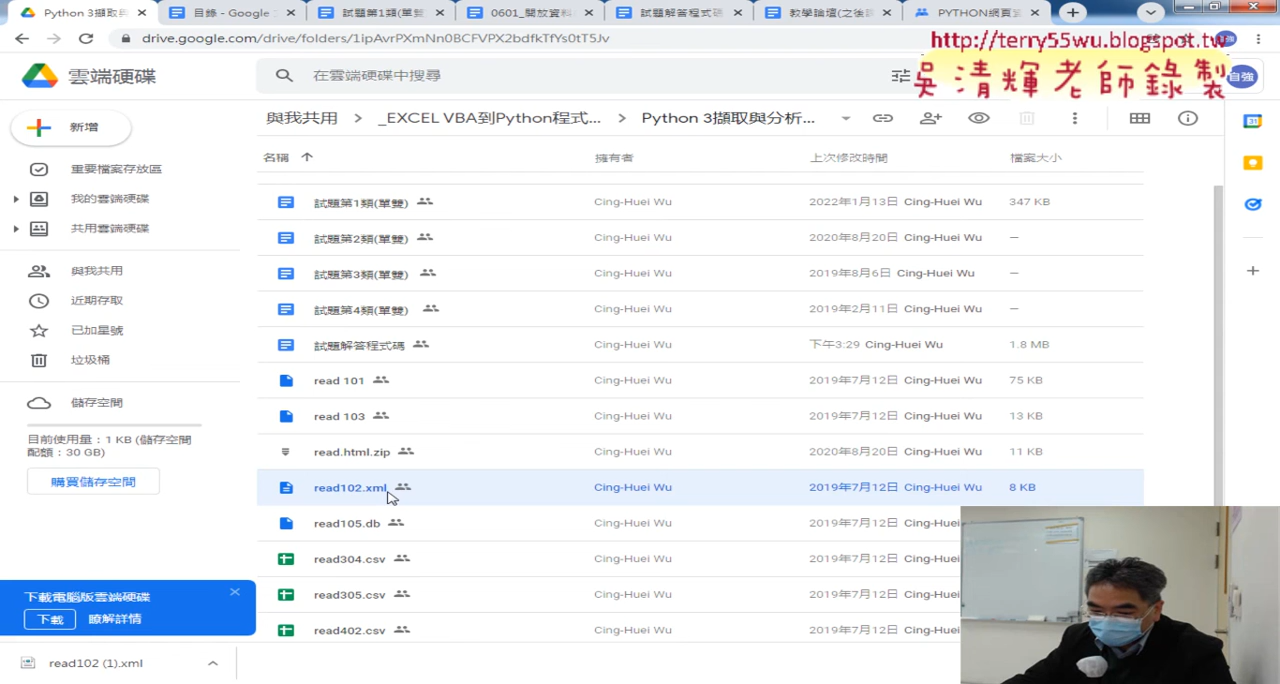 Python 3擷取與
目錄 - Google
試題第1類(單雙
0601_開放資料
試題解答程式碼
教學論壇(之後
PYTHON網頁
drive.google.com/drive/folders/1ipAvrPXmNn0BCFVPX2bdfkTfYs0tT5Jv
http://terry55wu.blogspot.tw
吳清輝老師錄製
雲端硬碟
在雲端硬碟中搜尋
自強
新增
與我共用
_EXCEL VBA到Python程式...
Python 3擷取與分析...
重要檔案存放區
我的雲端硬碟
共用雲端硬碟
與我共用
近期存取
已加星號
垃圾桶
儲存空間
目前使用量：1 KB (儲存空間
配額：30 GB)
購買儲存空間
下載電腦版雲端硬碟
下載 瞭解詳情
名稱 擁有者 上次修改時間 檔案大小
試題第1類(單雙) Cing-Huei Wu 2022年1月13日 Cing-Huei Wu 347 KB
試題第2類(單雙) Cing-Huei Wu 2020年8月20日 Cing-Huei Wu —
試題第3類(單雙) Cing-Huei Wu 2019年8月6日 Cing-Huei Wu —
試題第4類(單雙) Cing-Huei Wu 2019年2月11日 Cing-Huei Wu —
試題解答程式碼 Cing-Huei Wu 下午3:29 Cing-Huei Wu 1.8 MB
read 101 Cing-Huei Wu 2019年7月12日 Cing-Huei Wu 75 KB
read 103 Cing-Huei Wu 2019年7月12日 Cing-Huei Wu 13 KB
read.html.zip Cing-Huei Wu 2020年8月20日 Cing-Huei Wu 11 KB
read102.xml Cing-Huei Wu 2019年7月12日 Cing-Huei Wu 8 KB
read105.db Cing-Huei Wu 2019年7月12日 Cing-Huei Wu
read304.csv Cing-Huei Wu 2019年7月12日 Cing-Huei Wu
read305.csv Cing-Huei Wu 2019年7月12日 Cing-Huei Wu
read402.csv Cing-Huei Wu 2019年7月12日 Cing-Huei Wu
read102 (1).xml